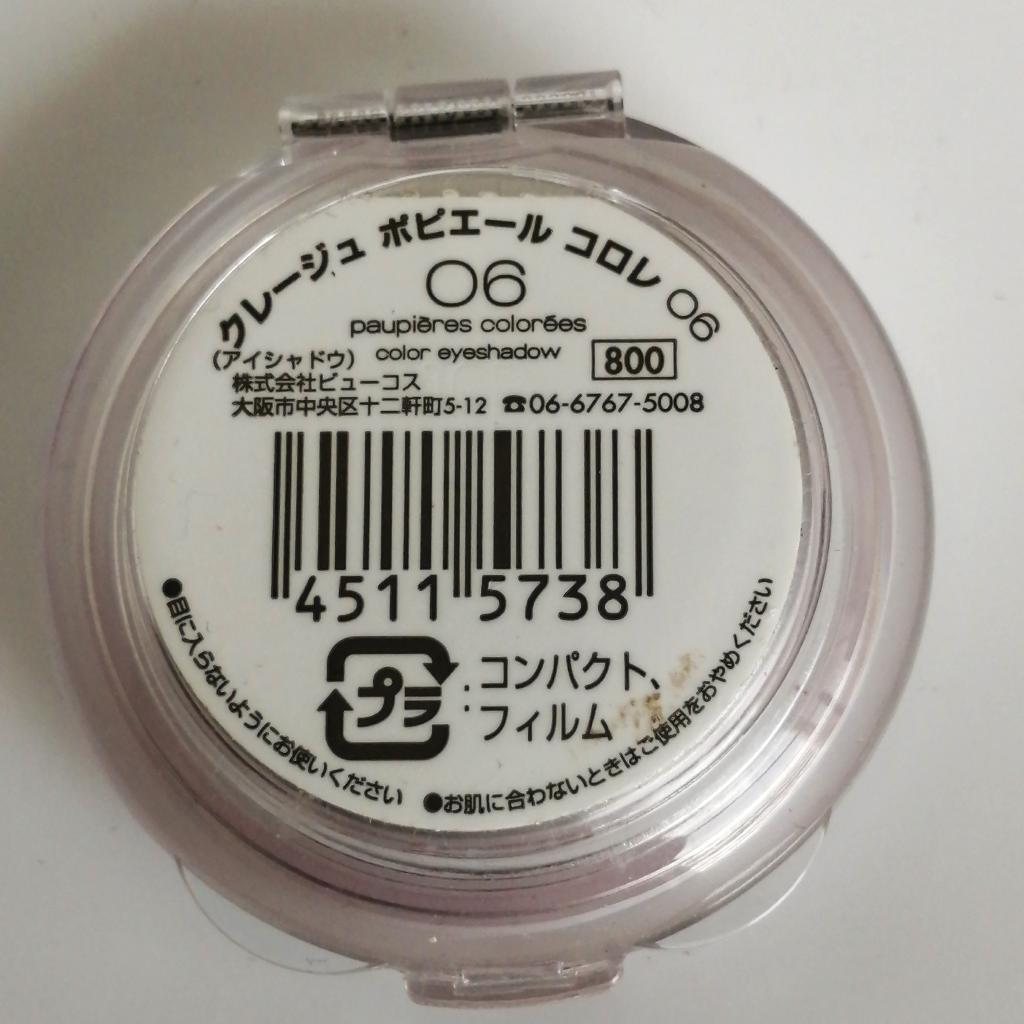 クレージュ ポピエール コロレ 06
06
paupières colorées
(アイシャドウ) color eyeshadow 800
株式会社ビューコス
大阪市中央区十二軒町5-12 ☎06-6767-5008
4511 5738
プラ : コンパクト、
フィルム
●目に入らないようにお使いください
●お肌に合わないときはご使用をおやめください